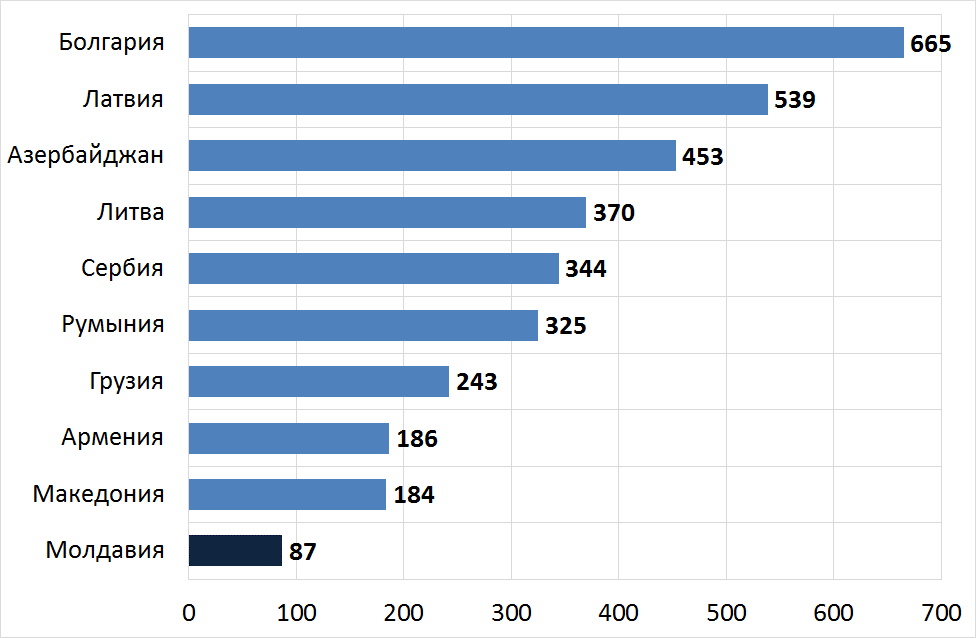 Болгария 665
Латвия 539
Азербайджан 453
Литва 370
Сербия 344
Румыния 325
Грузия 243
Армения 186
Македония 184
Молдавия 87
0 100 200 300 400 500 600 700